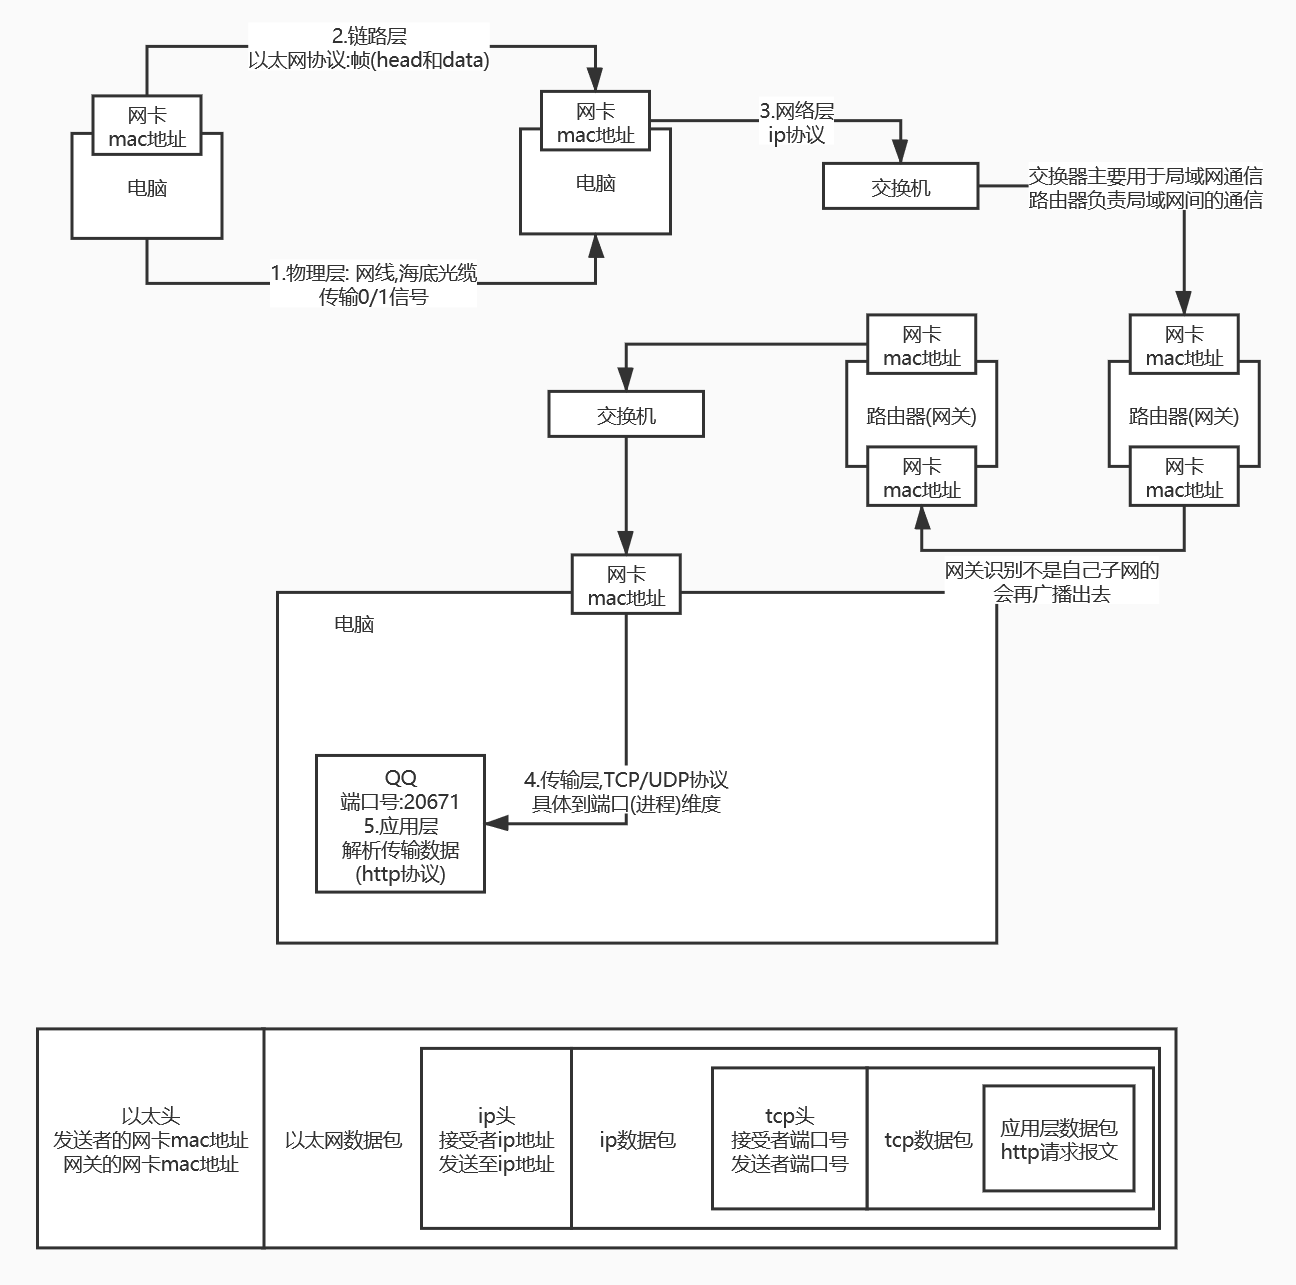 2.链路层
以太网协议:帧(head和data)
网卡
mac地址
电脑
网卡
mac地址
电脑
3.网络层
ip协议
交换机
交换器主要用于局域网通信
路由器负责局域网间的通信
1.物理层: 网线,海底光缆
传输0/1信号
网卡
mac地址
路由器(网关)
网卡
mac地址
网卡
mac地址
路由器(网关)
网卡
mac地址
交换机
网关识别不是自己子网的
会再广播出去
网卡
mac地址
电脑
QQ
端口号:20671
5.应用层
解析传输数据
(http协议)
4.传输层,TCP/UDP协议
具体到端口(进程)维度
以太头
发送者的网卡mac地址
网关的网卡mac地址
以太网数据包
ip头
接受者ip地址
发送至ip地址
ip数据包
tcp头
接受者端口号
发送者端口号
tcp数据包
应用层数据包
http请求报文